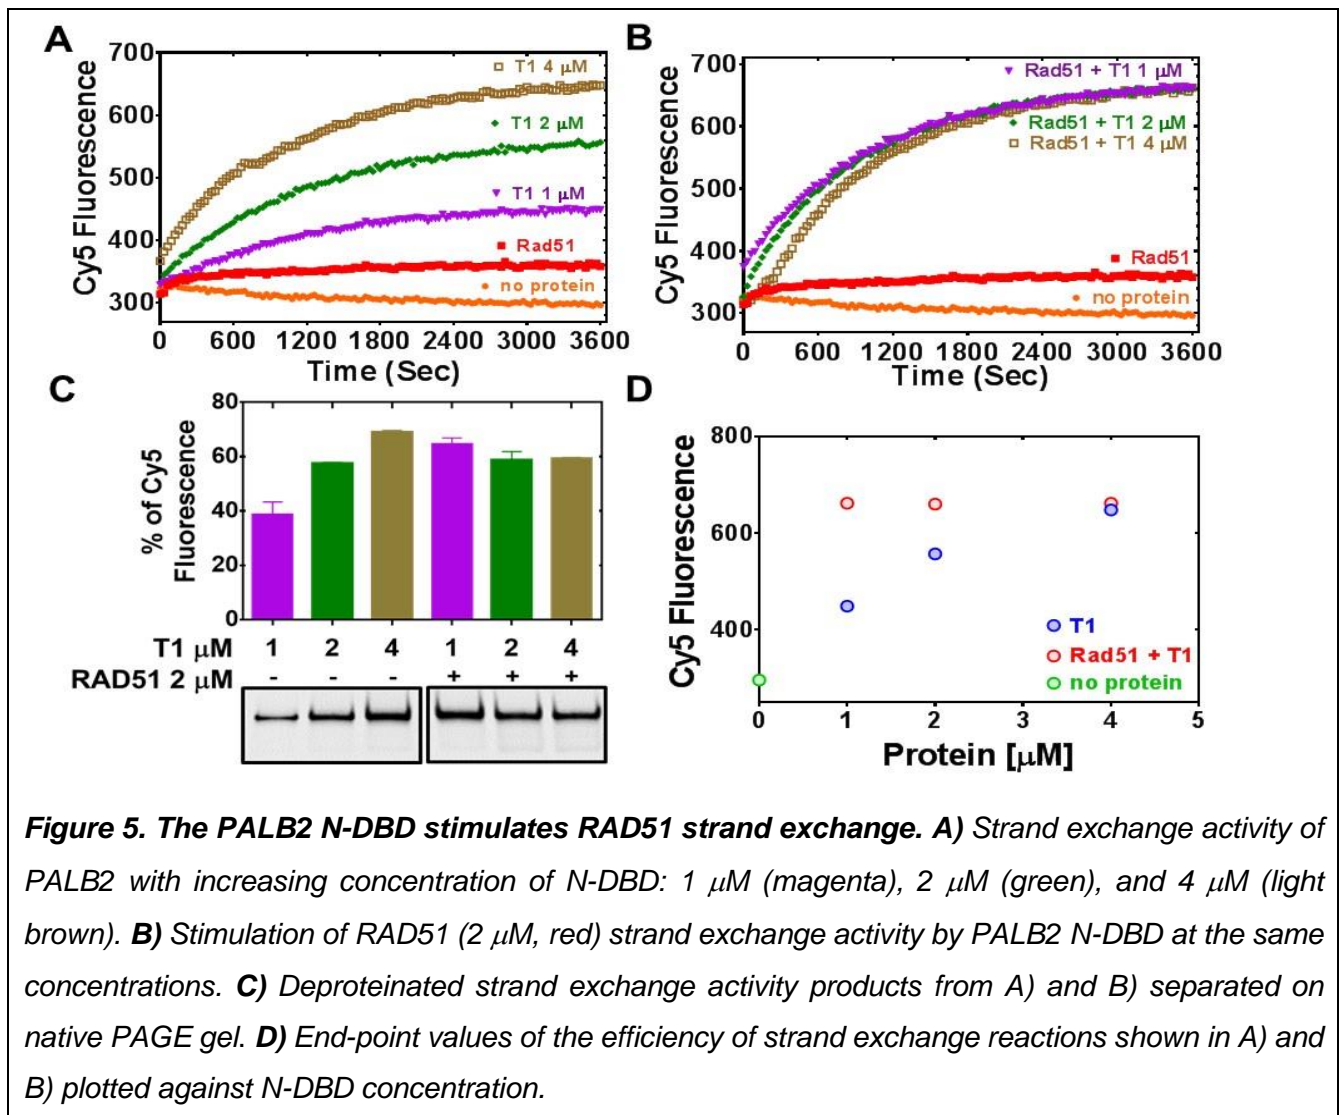 A
Cy5 Fluorescence
700
600
500
400
300
T1 4 μM
T1 2 μM
T1 1 μM
Rad51
no protein
0 600 1200 1800 2400 3000 3600
Time (Sec)
B
Cy5 Fluorescence
700
600
500
400
300
Rad51 + T1 1 μM
Rad51 + T1 2 μM
Rad51 + T1 4 μM
Rad51
no protein
0 600 1200 1800 2400 3000 3600
Time (Sec)
C
% of Cy5
Fluorescence
80
60
40
20
0
T1 μM 1 2 4 1 2 4
RAD51 2 μM - - - + + +
D
Cy5 Fluorescence
800
600
400
T1
Rad51 + T1
no protein
0 1 2 3 4 5
Protein [μM]
Figure 5. The PALB2 N-DBD stimulates RAD51 strand exchange. A) Strand exchange activity of
PALB2 with increasing concentration of N-DBD: 1 μM (magenta), 2 μM (green), and 4 μM (light
brown). B) Stimulation of RAD51 (2 μM, red) strand exchange activity by PALB2 N-DBD at the same
concentrations. C) Deproteinated strand exchange activity products from A) and B) separated on
native PAGE gel. D) End-point values of the efficiency of strand exchange reactions shown in A) and
B) plotted against N-DBD concentration.